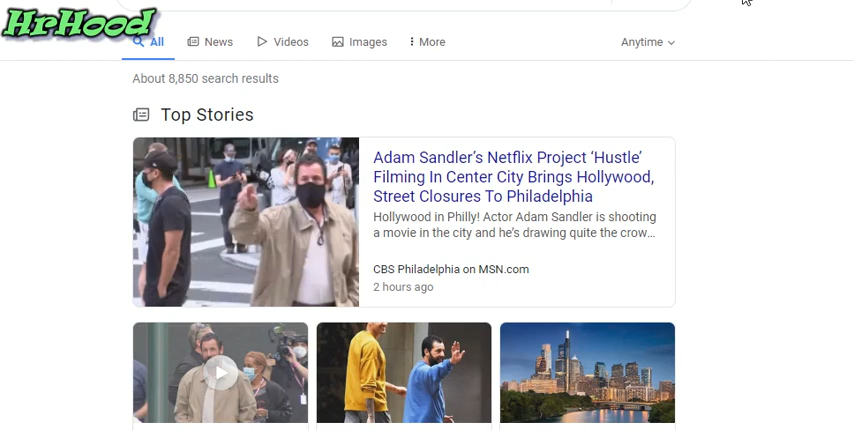 HrHood
All
News
Videos
Images
More
Anytime
About 8,850 search results
Top Stories
Adam Sandler’s Netflix Project ‘Hustle’
Filming In Center City Brings Hollywood,
Street Closures To Philadelphia
Hollywood in Philly! Actor Adam Sandler is shooting
a movie in the city and he’s drawing quite the crow...
CBS Philadelphia on MSN.com
2 hours ago